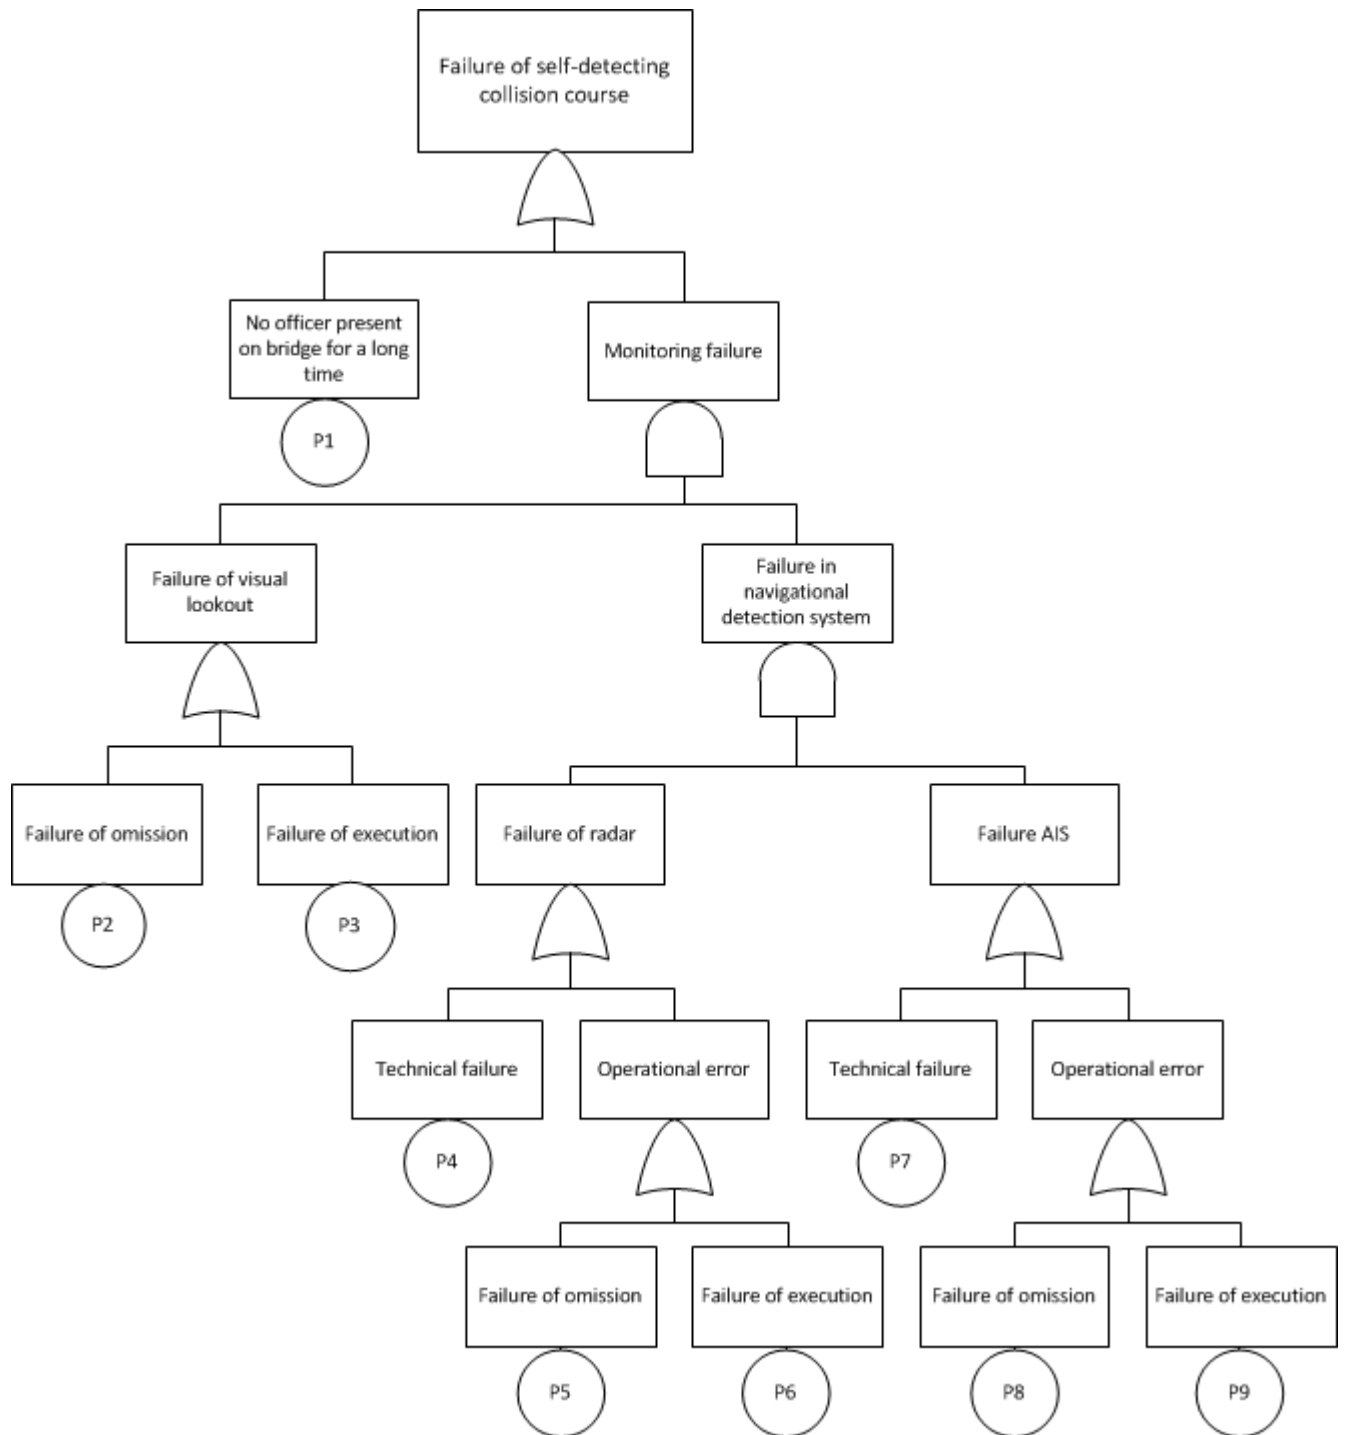 Failure of self-detecting
collision course
No officer present
on bridge for a long
time
Monitoring failure
P1
Failure of visual
lookout
Failure in
navigational
detection system
Failure of omission
Failure of execution
Failure of radar
Failure AIS
P2
P3
Technical failure
Operational error
Technical failure
Operational error
P4
P7
Failure of omission
Failure of execution
Failure of omission
Failure of execution
P5
P6
P8
P9